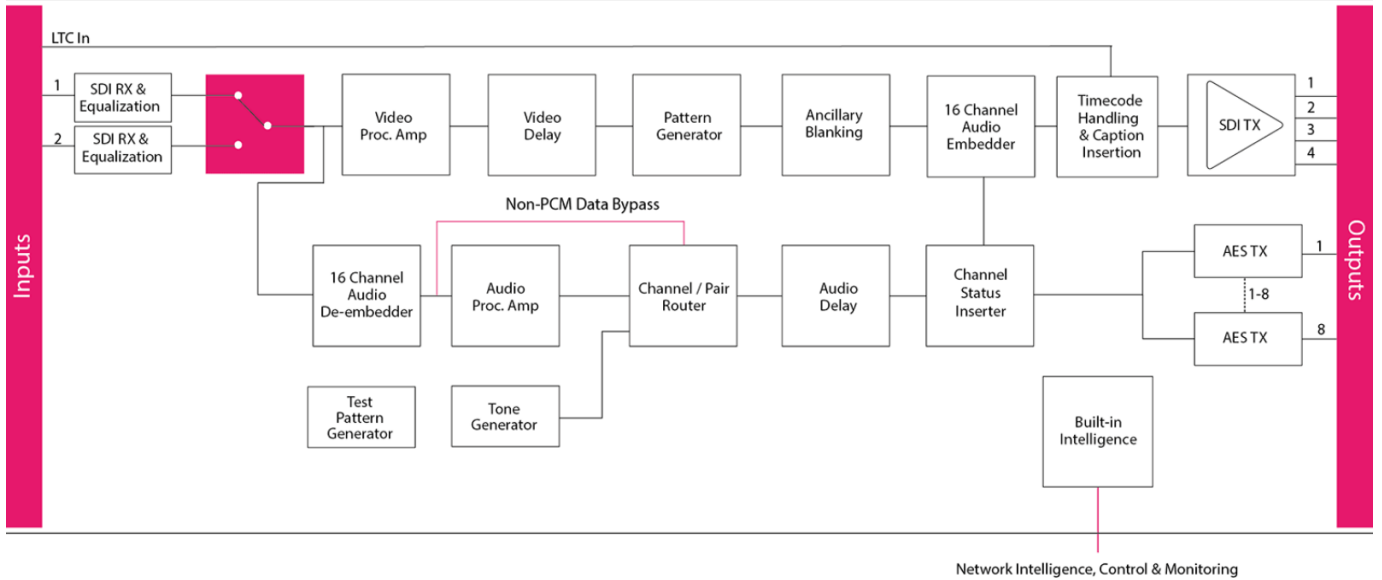 LTC In
1
SDI RX &
Equalization
2
SDI RX &
Equalization
Video
Proc. Amp
Video
Delay
Pattern
Generator
Ancillary
Blanking
16 Channel
Audio
Embedder
Timecode
Handling
& Caption
Insertion
SDI TX
1
2
3
4
Inputs
Non-PCM Data Bypass
16 Channel
Audio
De-embedder
Audio
Proc. Amp
Channel / Pair
Router
Audio
Delay
Channel
Status
Inserter
AES TX
1
1-8
AES TX
8
Outputs
Test
Pattern
Generator
Tone
Generator
Built-in
Intelligence
Network Intelligence, Control & Monitoring